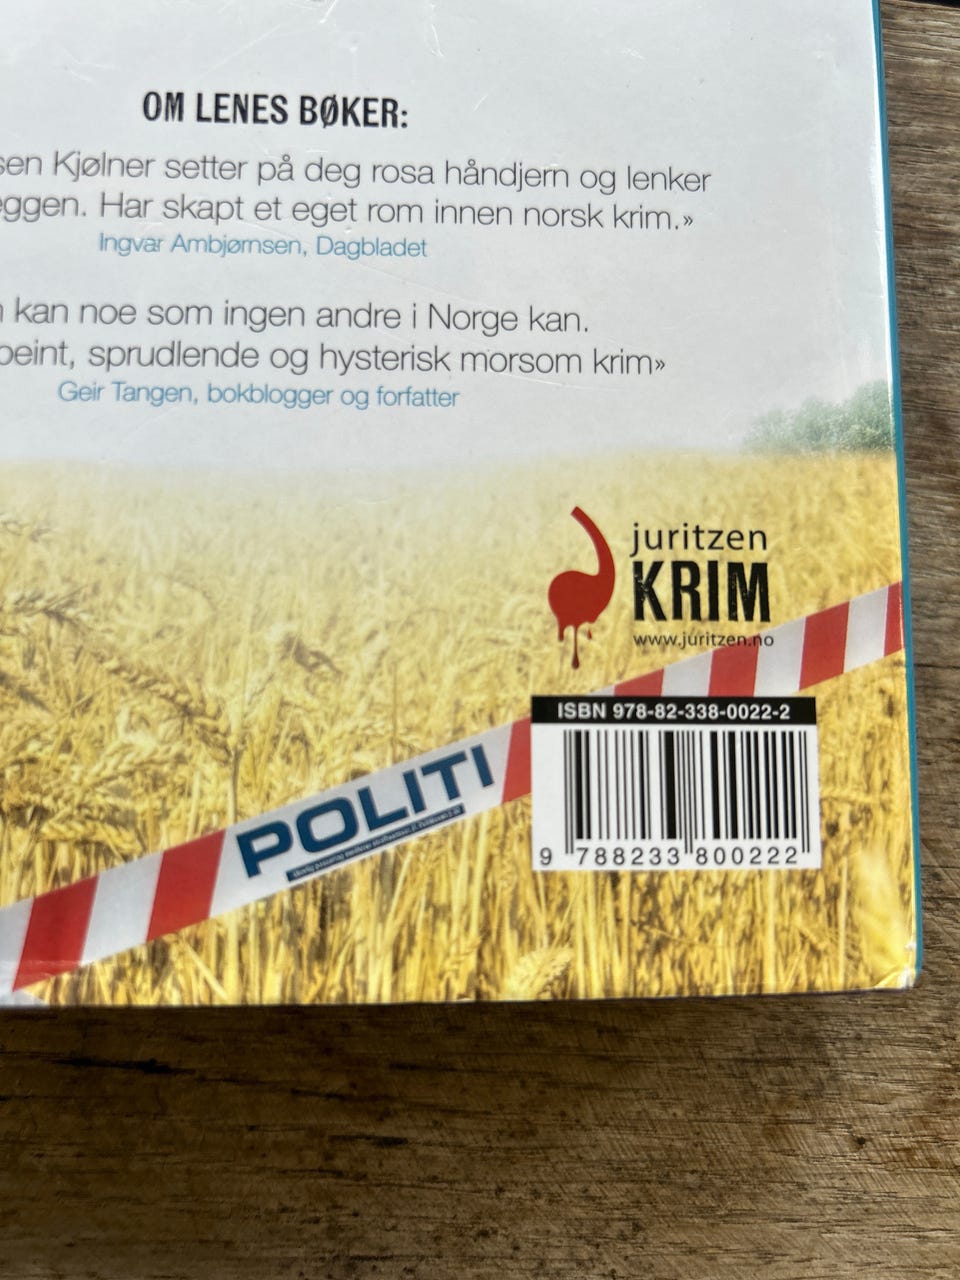 OM LENES BØKER:
sen Kjølner setter på deg rosa håndjern og lenker
eggen. Har skapt et eget rom innen norsk krim.»
Ingvar Ambjørnsen, Dagbladet
kan noe som ingen andre i Norge kan.
beint, sprudlende og hysterisk morsom krim»
Geir Tangen, bokblogger og forfatter
juritzen
KRIM
www.juritzen.no
ISBN 978-82-338-0022-2
POLITI
9 788233 800222